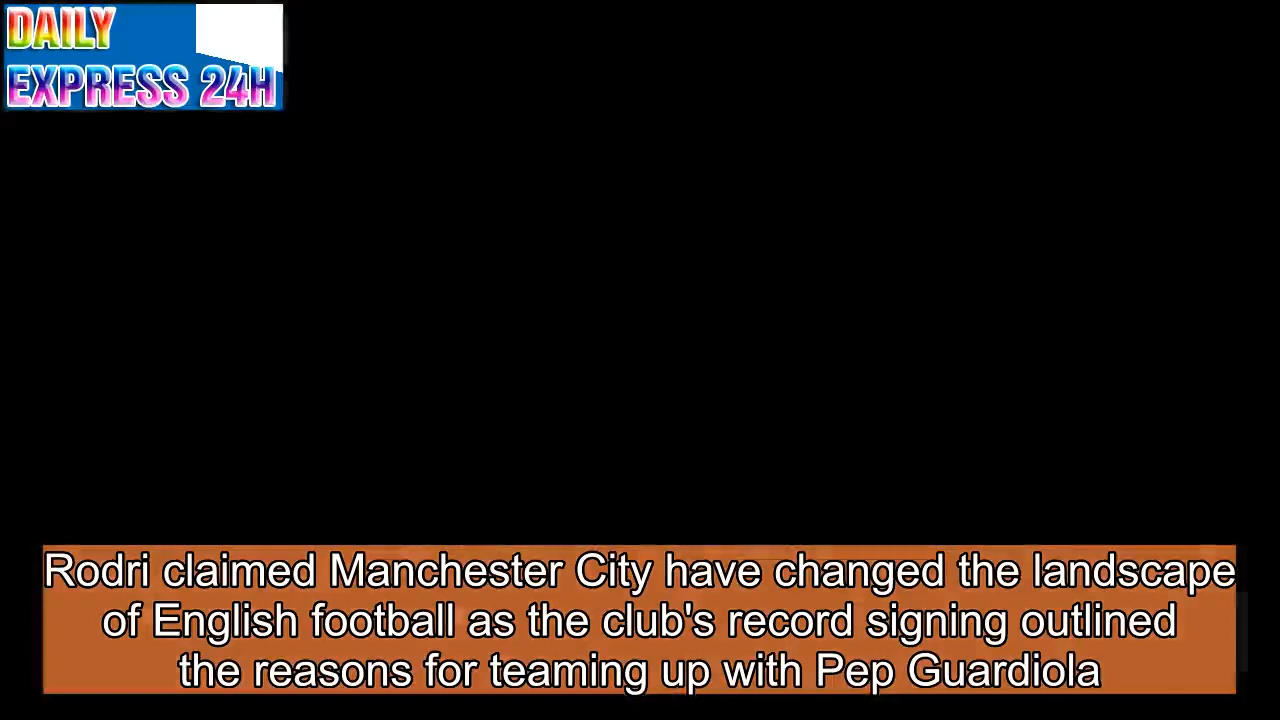 DAILY
EXPRESS 24H
Rodri claimed Manchester City have changed the landscape
of English football as the club's record signing outlined
the reasons for teaming up with Pep Guardiola